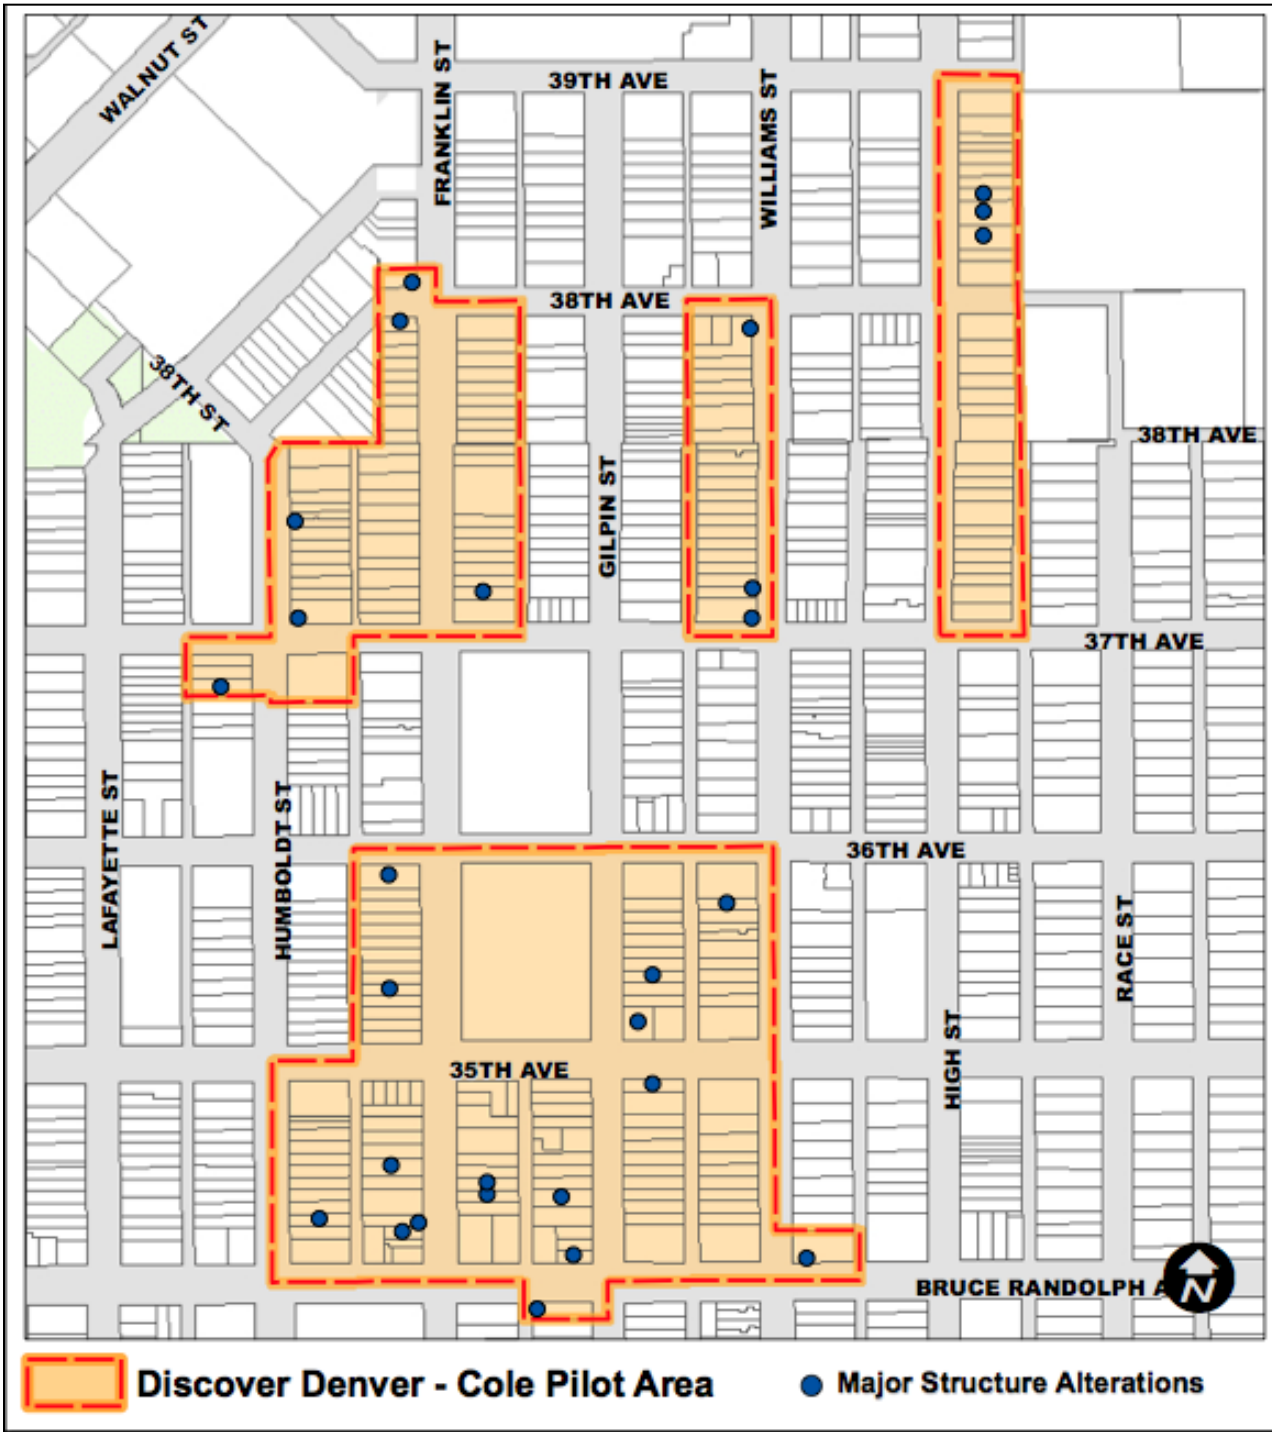 WALNUT ST
FRANKLIN ST
39TH AVE
WILLIAMS ST
38TH AVE
38TH ST
38TH AVE
GILPIN ST
37TH AVE
LAFAYETTE ST
HUMBOLDT ST
36TH AVE
RACE ST
HIGH ST
35TH AVE
BRUCE RANDOLPH A
N
Discover Denver - Cole Pilot Area
Major Structure Alterations